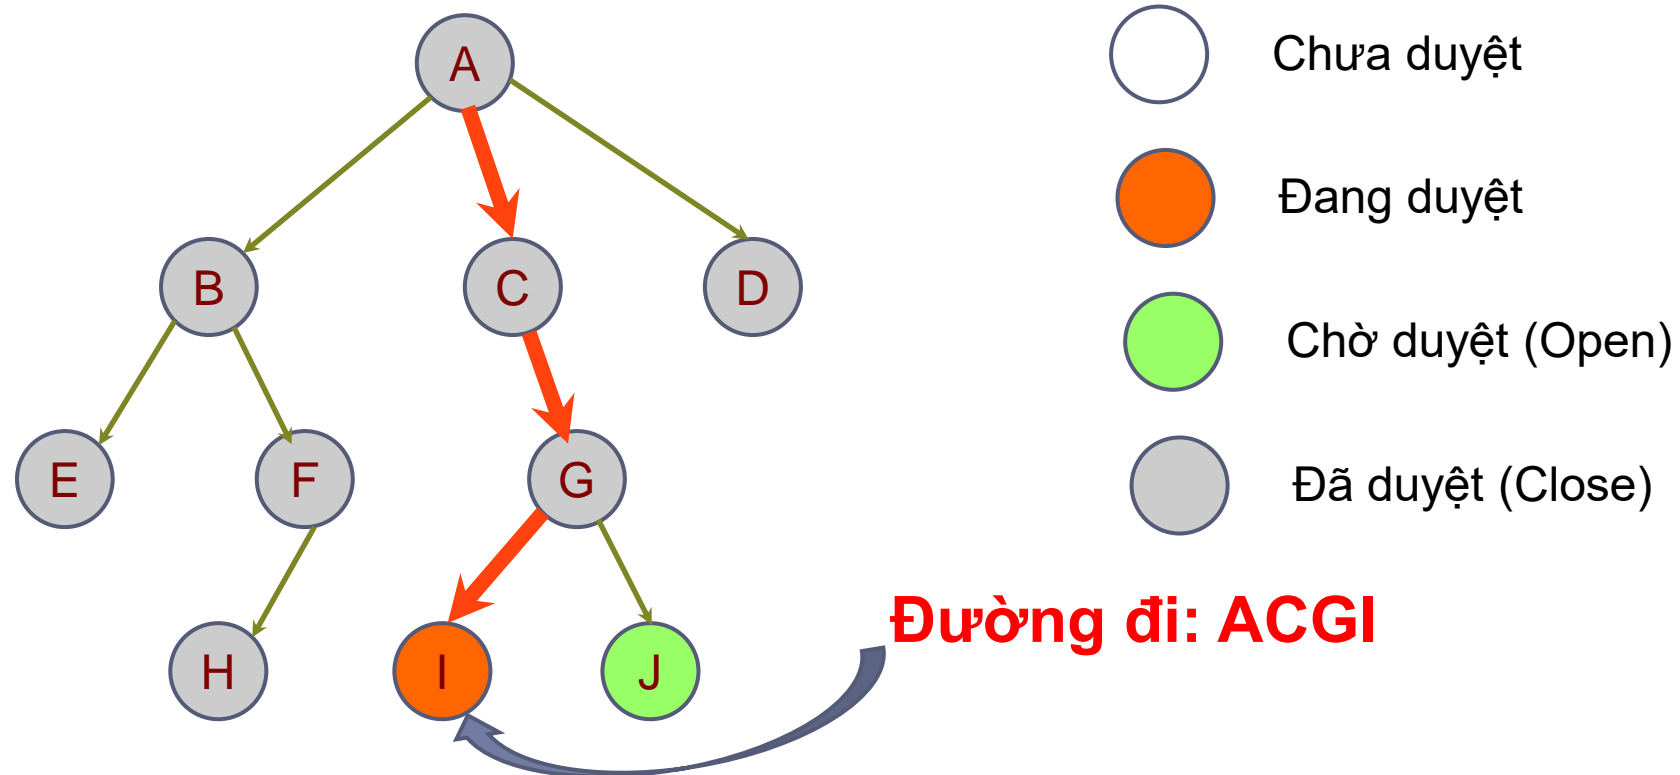 A
Chưa duyệt
Đang duyệt
B
C
D
Chờ duyệt (Open)
E
F
G
Đã duyệt (Close)
Đường đi: ACGI
H
I
J